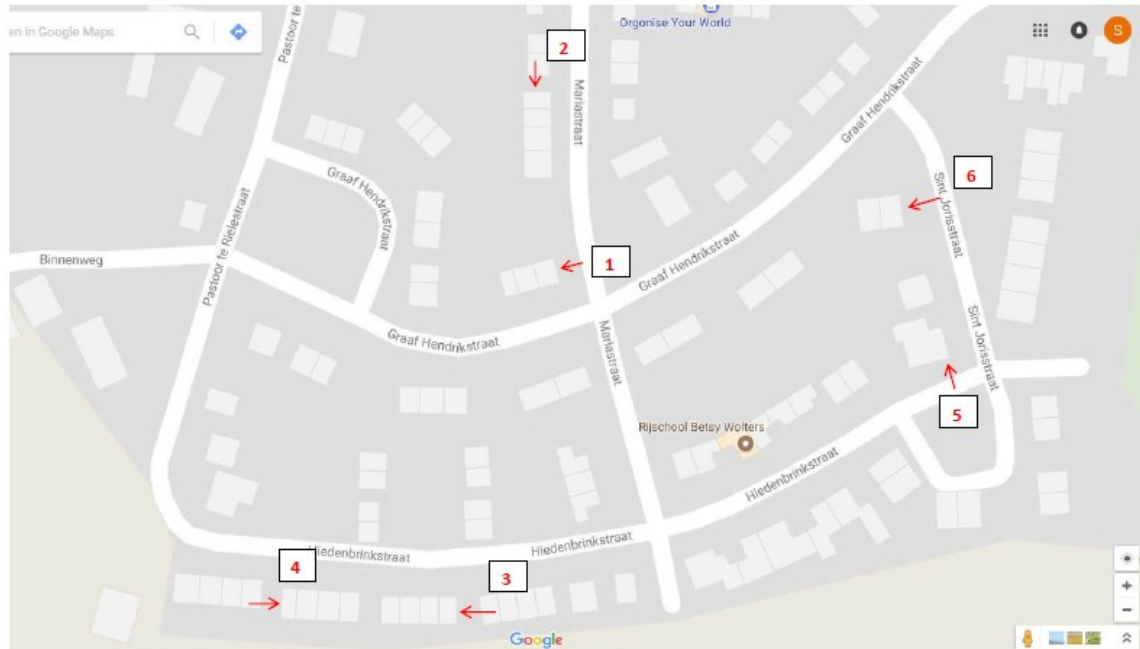 en in Google Maps
Pastoor te
Organise Your World
S
2
Mariastraat
Graaf Hendrikstraat
6
Sint Jorisstraat
Graaf Hendrikstraat
Binnenweg
Pastoor te Rielestraat
1
Graaf Hendrikstraat
Graaf Hendrikstraat
Mariastraat
Sint Jorisstraat
5
Rijschool Betsy Wolters
Hiedenbrinkstraat
Hiedenbrinkstraat
Hiedenbrinkstraat
4
3
Google